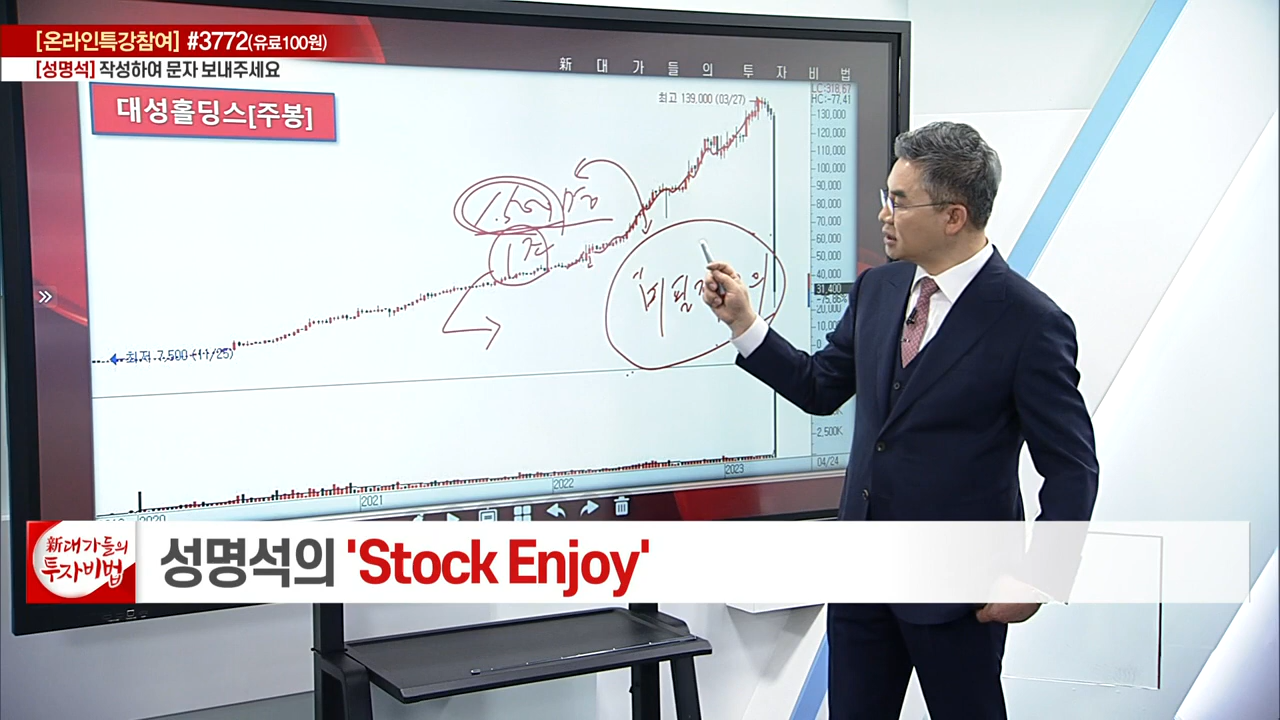 [온라인특강참여] #3772(유료100원)
[성명석] 작성하여 문자 보내주세요
新 대 가 들 의 투 자 비 법
대성홀딩스[주봉]
최고 139,000 (03/27)
LC:318.67
HC:-77.41
130,000
120,000
110,000
100,000
90,000
80,000
70,000
60,000
50,000
40,000
31,400
-75.86%
20,000
10,000
0
최저 7,500 (11/25)
2,500K
2020
2021
2022
2023
04/24
新대가들의
투자비법
성명석의 'Stock Enjoy'